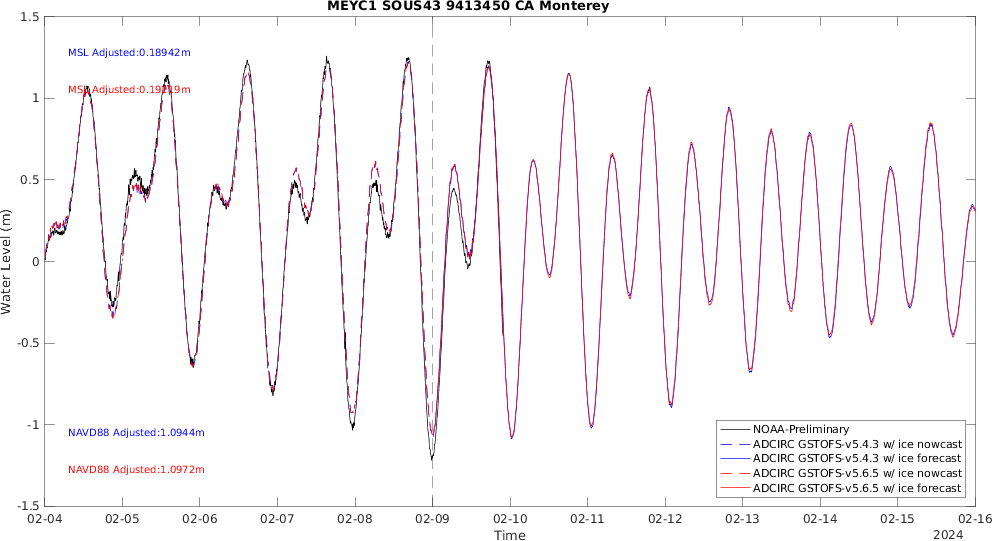 MEYC1 SOUS43 9413450 CA Monterey
1.5
1
0.5
0
-0.5
-1
-1.5
Water Level (m)
MSL Adjusted:0.18942m
MSL Adjusted:0.19219m
NAVD88 Adjusted:1.0944m
NAVD88 Adjusted:1.0972m
NOAA-Preliminary
ADCIRC GSTOFS-v5.4.3 w/ ice nowcast
ADCIRC GSTOFS-v5.4.3 w/ ice forecast
ADCIRC GSTOFS-v5.6.5 w/ ice nowcast
ADCIRC GSTOFS-v5.6.5 w/ ice forecast
02-04 02-05 02-06 02-07 02-08 02-09 02-10 02-11 02-12 02-13 02-14 02-15 02-16
Time
2024